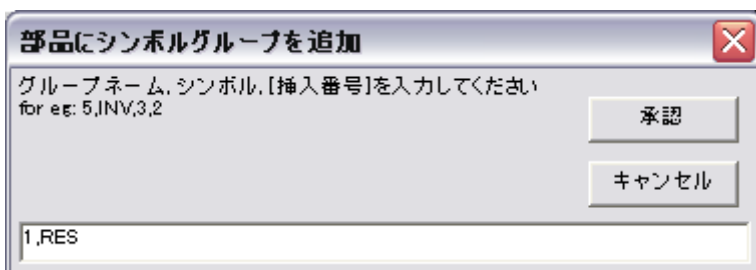 部品にシンボルグループを追加
グループネーム,シンボル,[挿入番号]を入力してください
for eg: 5,INV,3,2
承認
キャンセル
1,RES